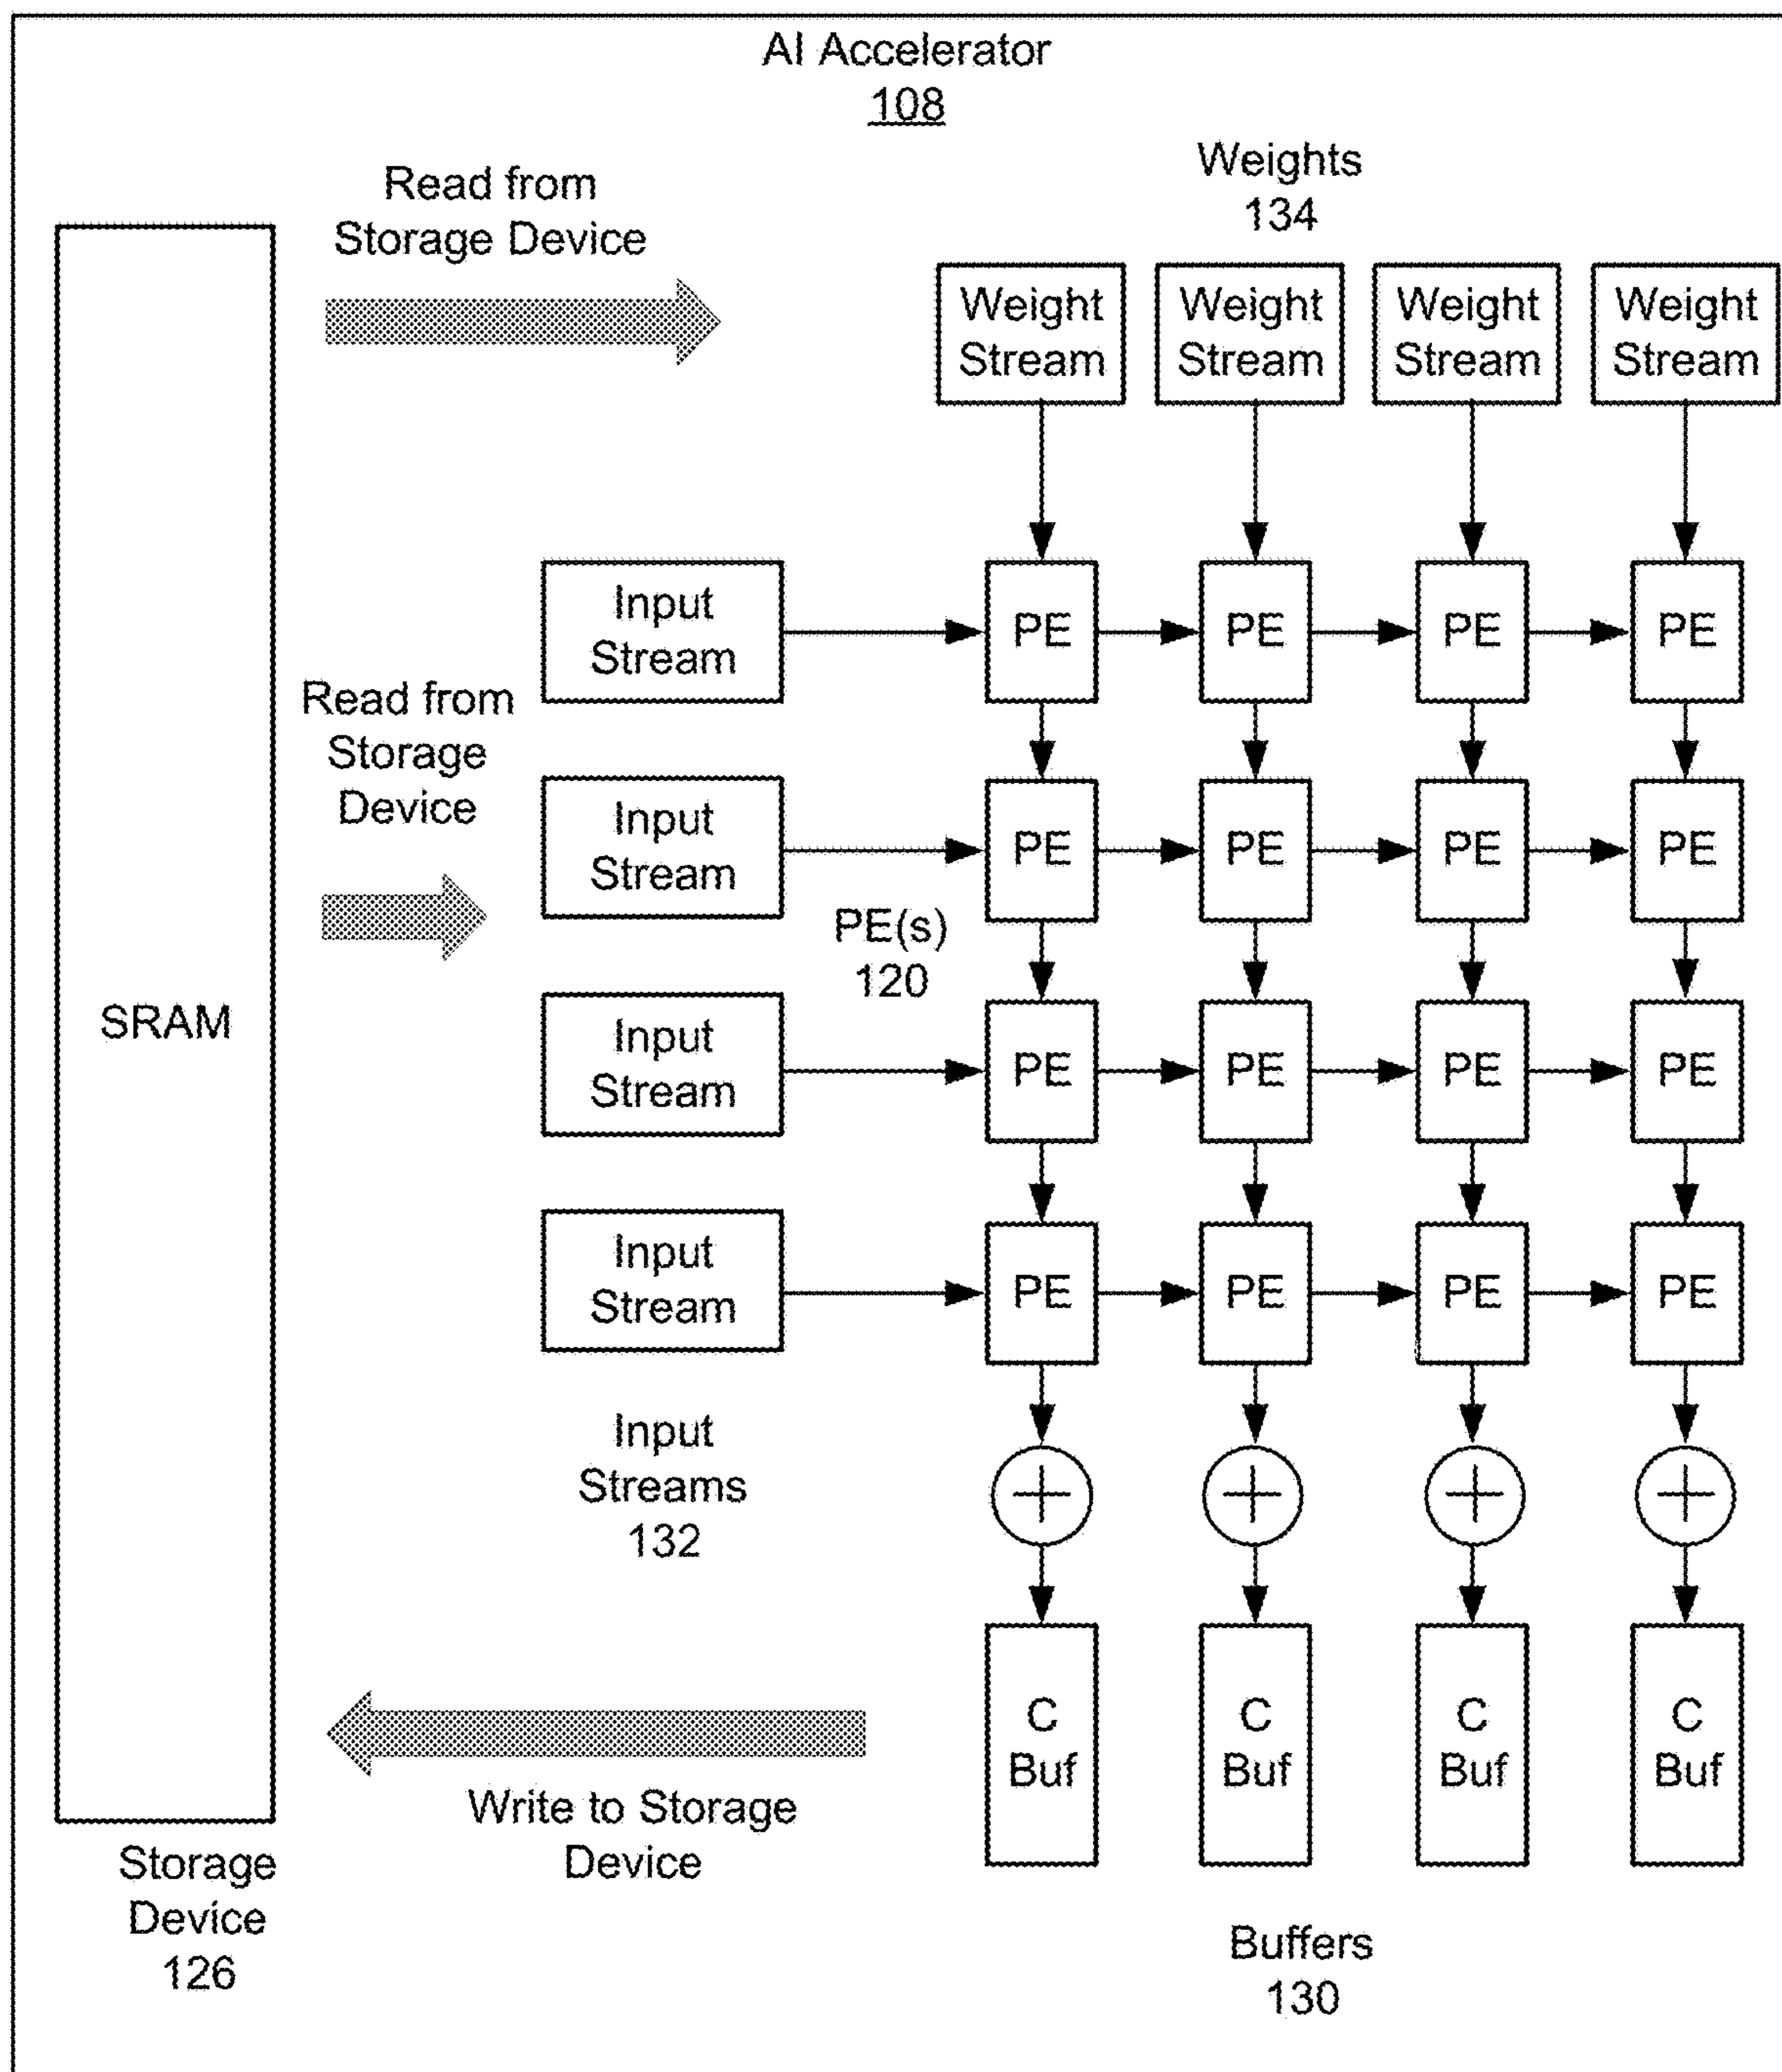 AI Accelerator
108
Read from
Storage Device
Weights
134
Weight
Stream
Weight
Stream
Weight
Stream
Weight
Stream
Input
Stream
PE
PE
PE
PE
Read from
Storage
Device
Input
Stream
PE
PE
PE
PE
PE(s)
120
SRAM
Input
Stream
PE
PE
PE
PE
Input
Stream
PE
PE
PE
PE
Input
Streams
132
+
+
+
+
C
Buf
C
Buf
C
Buf
C
Buf
Write to Storage
Device
Storage
Device
126
Buffers
130